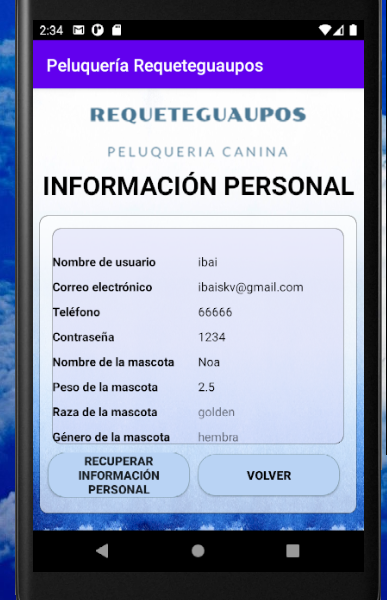 2:34
Peluquería Requeteguaupos
REQUETEGUAUPOS
PELUQUERIA CANINA
INFORMACIÓN PERSONAL
Nombre de usuario ibai
Correo electrónico ibaiskv@gmail.com
Teléfono 66666
Contraseña 1234
Nombre de la mascota Noa
Peso de la mascota 2.5
Raza de la mascota golden
Género de la mascota hembra
RECUPERAR
INFORMACIÓN
PERSONAL
VOLVER